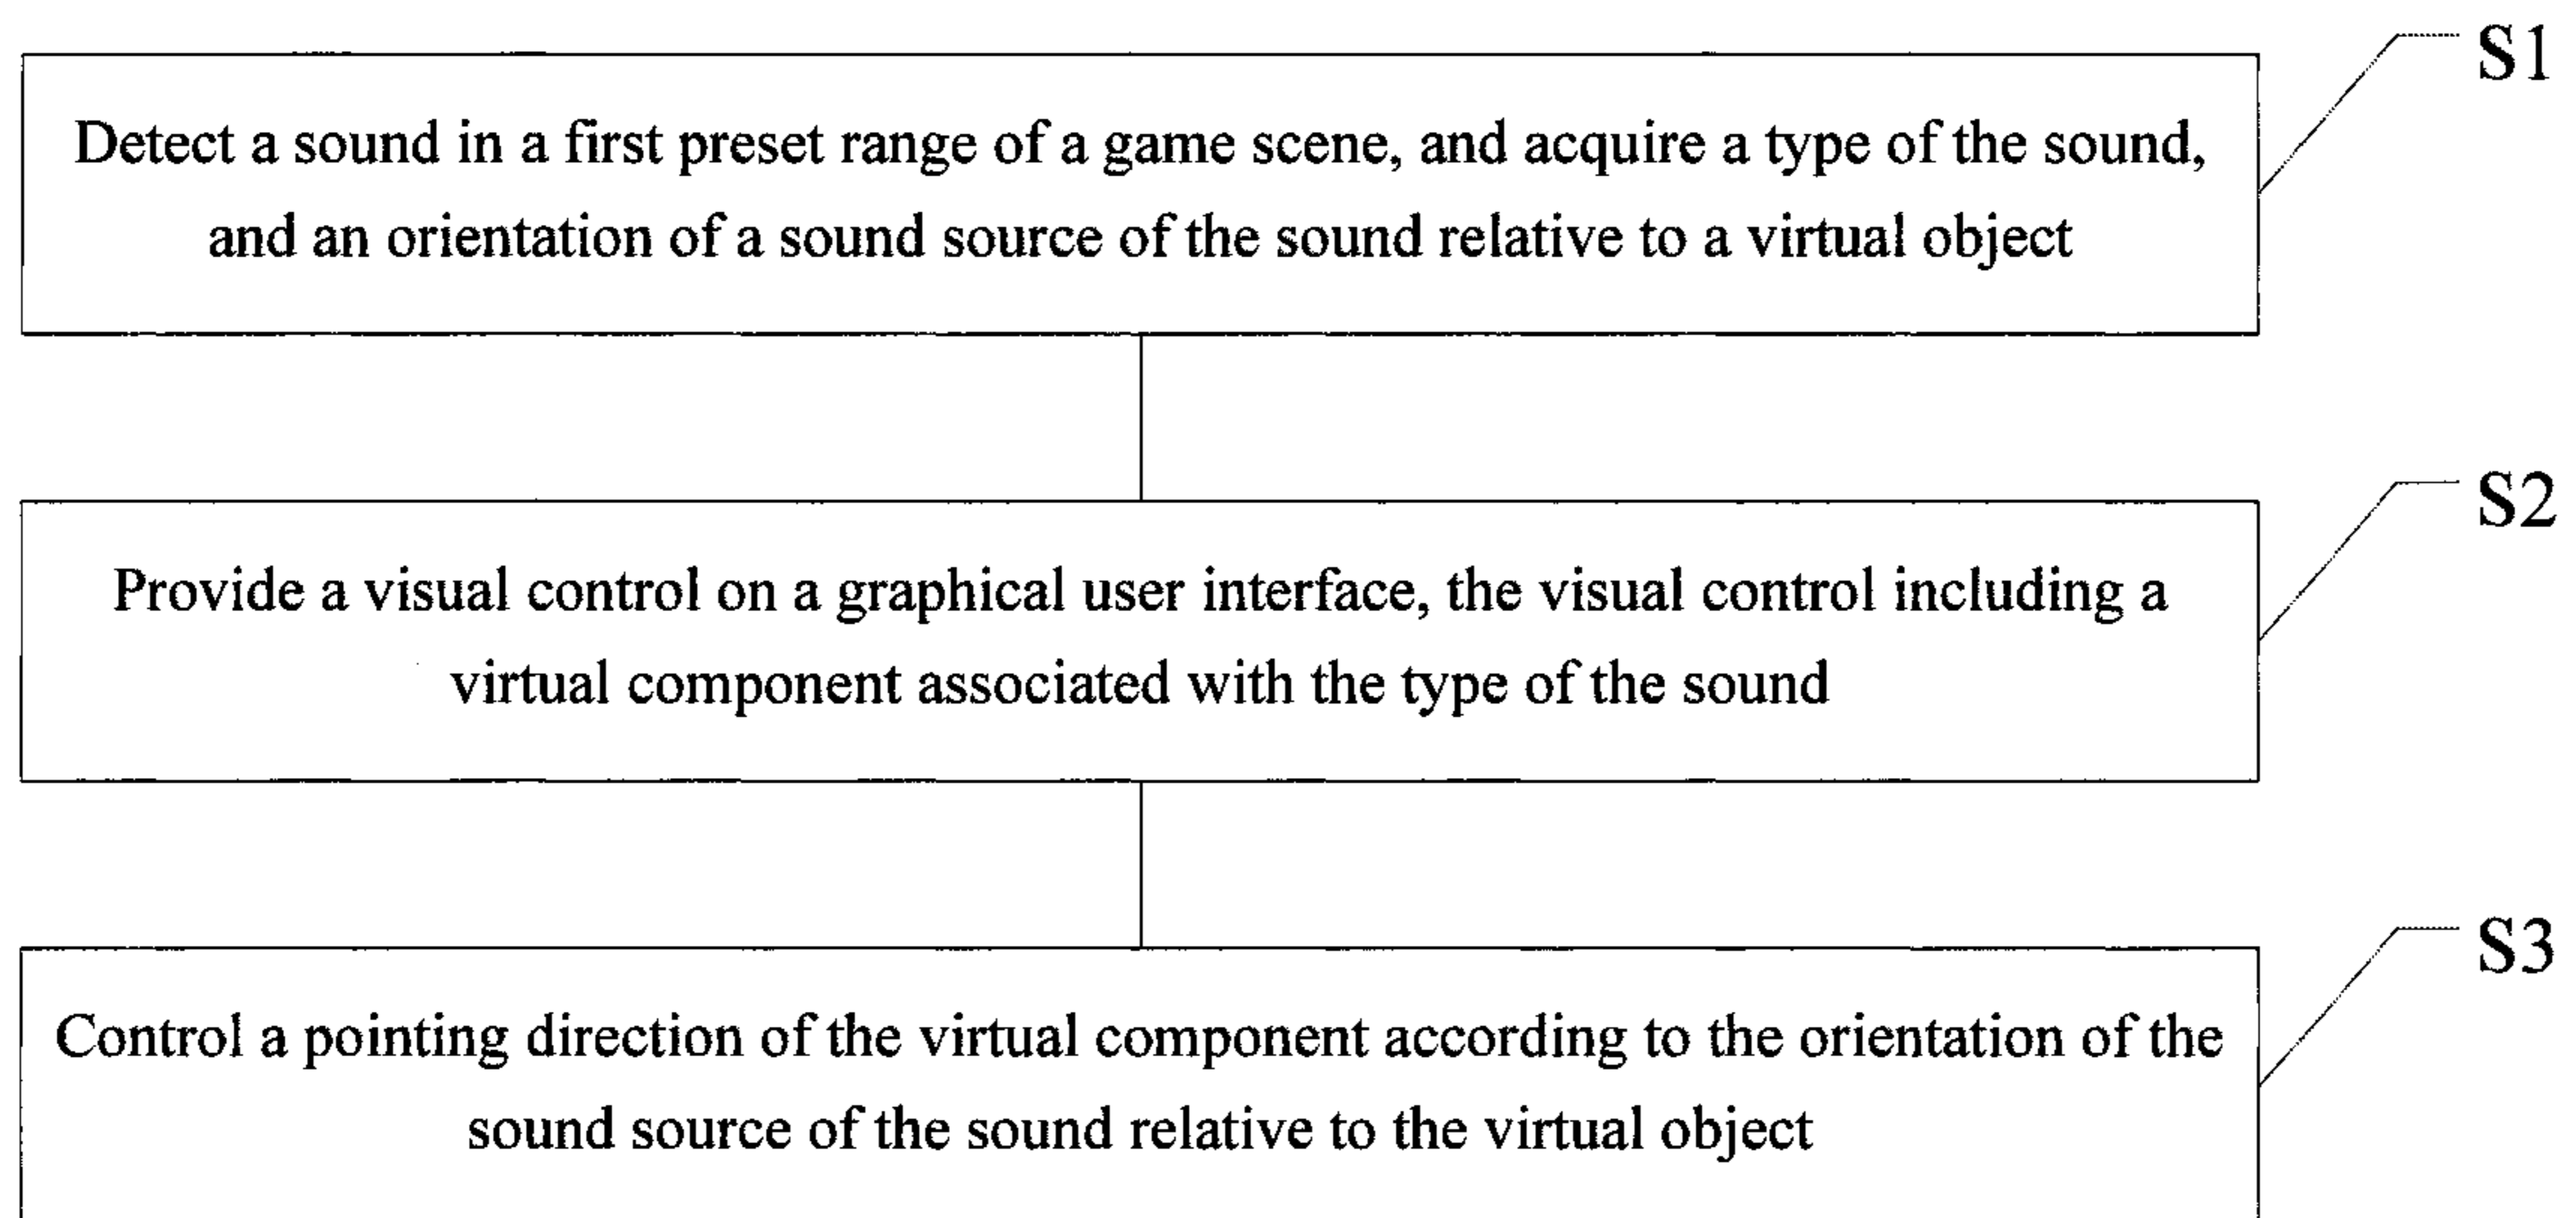 S1
Detect a sound in a first preset range of a game scene, and acquire a type of the sound,
and an orientation of a sound source of the sound relative to a virtual object
S2
Provide a visual control on a graphical user interface, the visual control including a
virtual component associated with the type of the sound
S3
Control a pointing direction of the virtual component according to the orientation of the
sound source of the sound relative to the virtual object